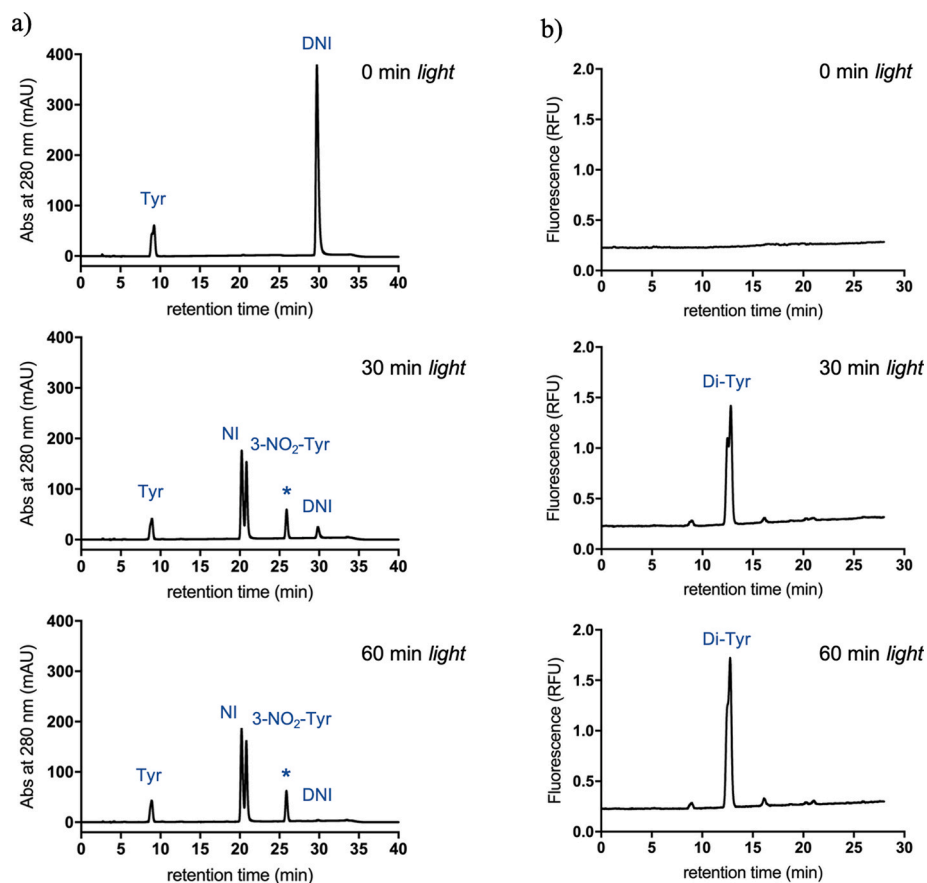 a)
DNI
400
0 min light
300
Abs at 280 nm (mAU)
200
Tyr
100
0
0 5 10 15 20 25 30 35 40
retention time (min)
400
30 min light
300
Abs at 280 nm (mAU)
200
NI
3-NO₂-Tyr
Tyr
100
*
DNI
0
0 5 10 15 20 25 30 35 40
retention time (min)
400
60 min light
300
Abs at 280 nm (mAU)
200
NI
3-NO₂-Tyr
Tyr
100
*
DNI
0
0 5 10 15 20 25 30 35 40
retention time (min)
b)
2.0
0 min light
1.5
Fluorescence (RFU)
1.0
0.5
0.0
0 5 10 15 20 25 30
retention time (min)
2.0
30 min light
Di-Tyr
1.5
Fluorescence (RFU)
1.0
0.5
0.0
0 5 10 15 20 25 30
retention time (min)
2.0
60 min light
Di-Tyr
1.5
Fluorescence (RFU)
1.0
0.5
0.0
0 5 10 15 20 25 30
retention time (min)